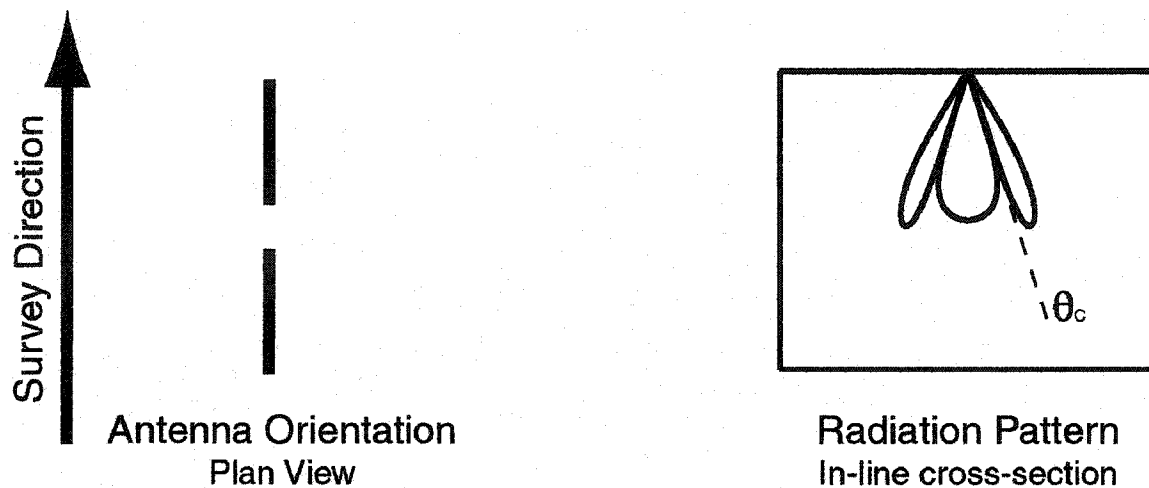 Survey Direction
Antenna Orientation
Plan View
θc
Radiation Pattern
In-line cross-section